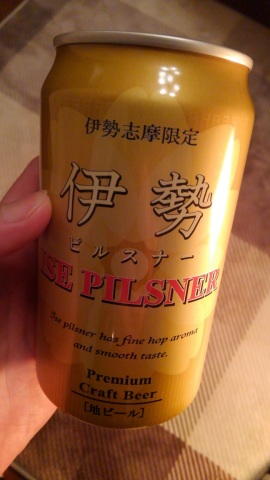 伊勢志摩限定
伊勢
ピルスナー
ISE PILSNER
Ise pilsner has fine hop aroma
and smooth taste.
Premium
Craft Beer
[地ビール]